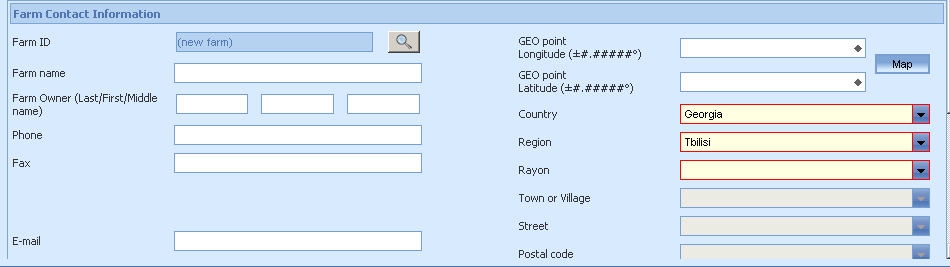 Farm Contact Information
Farm ID
(new farm)
Farm name
Farm Owner (Last/First/Middle
name)
Phone
Fax
E-mail
GEO point
Longitude (±#.#####°)
Map
GEO point
Latitude (±#.#####°)
Country
Georgia
Region
Tbilisi
Rayon
Town or Village
Street
Postal code